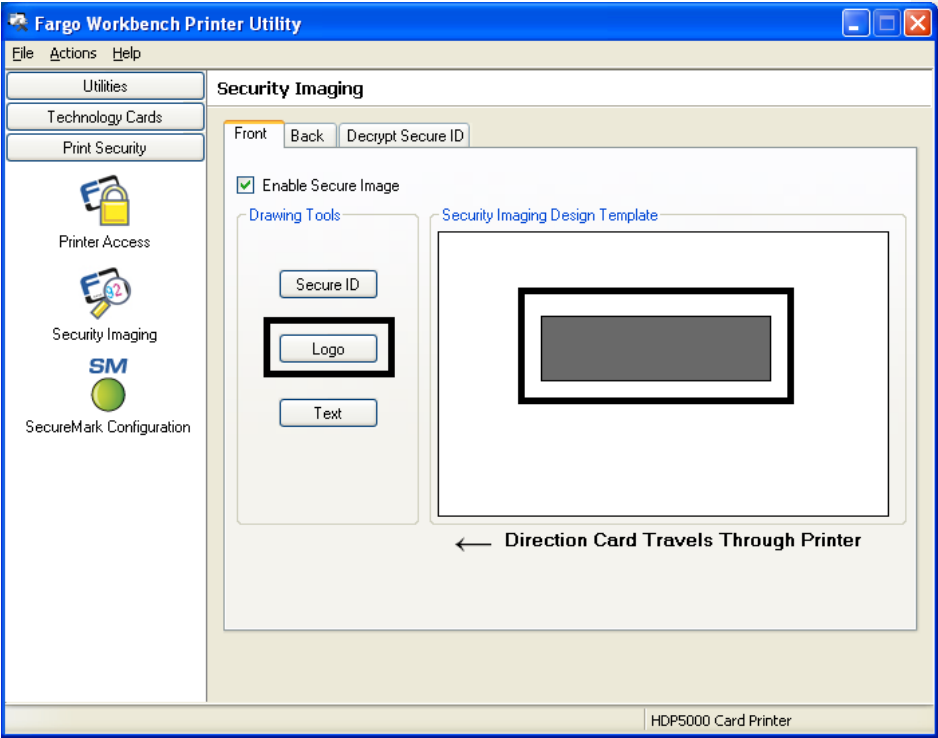 Fargo Workbench Printer Utility
File Actions Help
Utilities
Technology Cards
Print Security
Printer Access
Security Imaging
SM
SecureMark Configuration
Security Imaging
Front Back Decrypt Secure ID
Enable Secure Image
Drawing Tools
Secure ID
Logo
Text
Security Imaging Design Template
← Direction Card Travels Through Printer
HDP5000 Card Printer